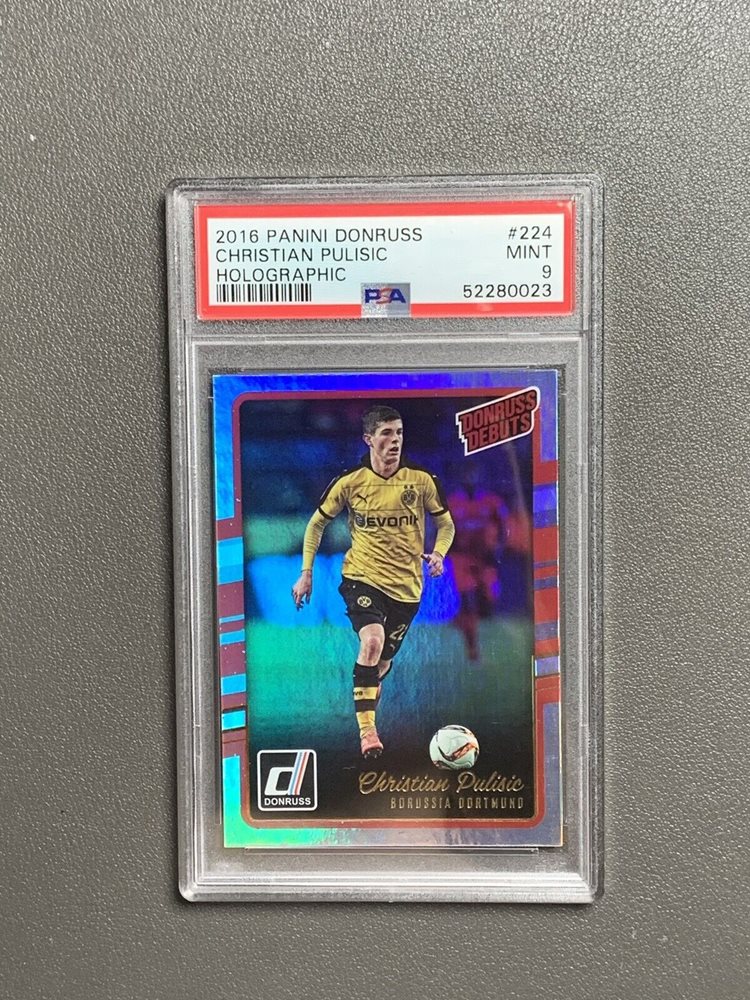 2016 PANINI DONRUSS #224
CHRISTIAN PULISIC MINT
HOLOGRAPHIC 9
PSA 52280023
DONRUSS
DEBUTS
EVONIK
22
d
DONRUSS
Christian Pulisic
BORUSSIA DORTMUND